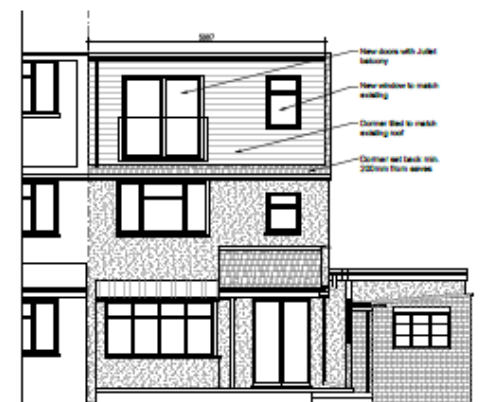 New doors with Juliet
balcony
New window to match
existing
Dormer tiled to match
existing roof
Dormer set back min.
200mm from eaves